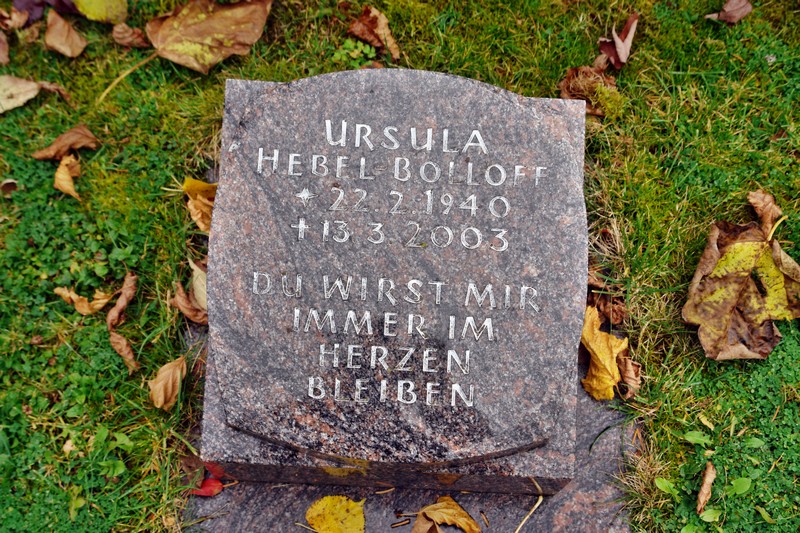 URSULA
HEBEL-BOLLOFF
* 22.2.1940
† 13.3.2003
DU WIRST MIR
IMMER IM
HERZEN
BLEIBEN